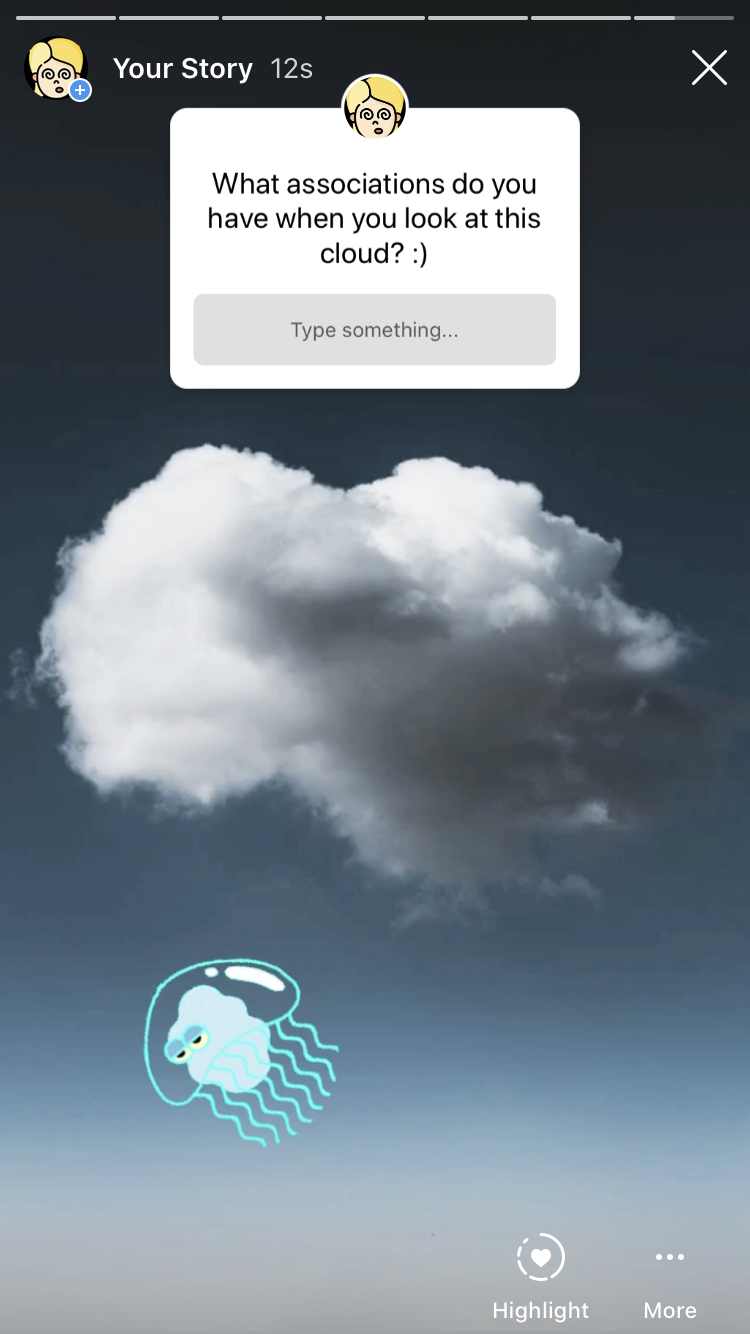 Your Story 12s
What associations do you
have when you look at this
cloud? :)
Type something...
Highlight More